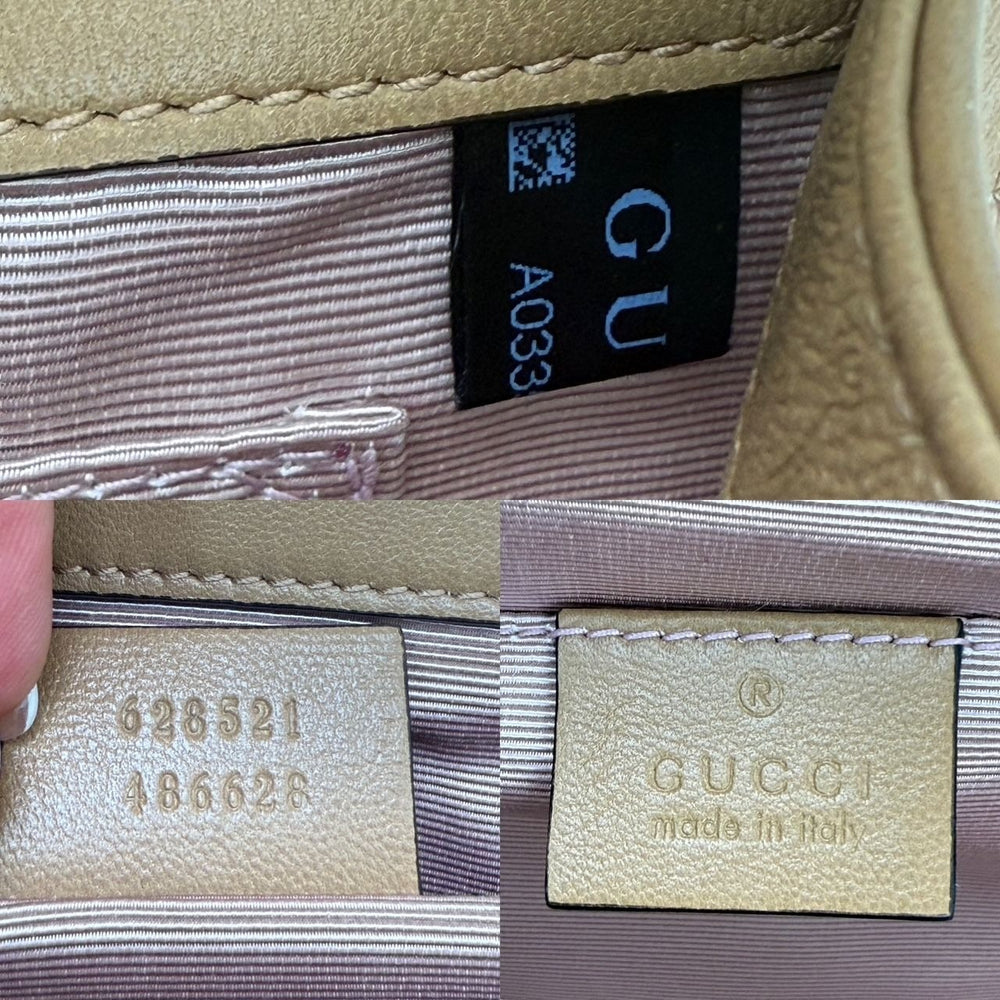 GU
A033
628521
486628
®
GUCCI
made in italy